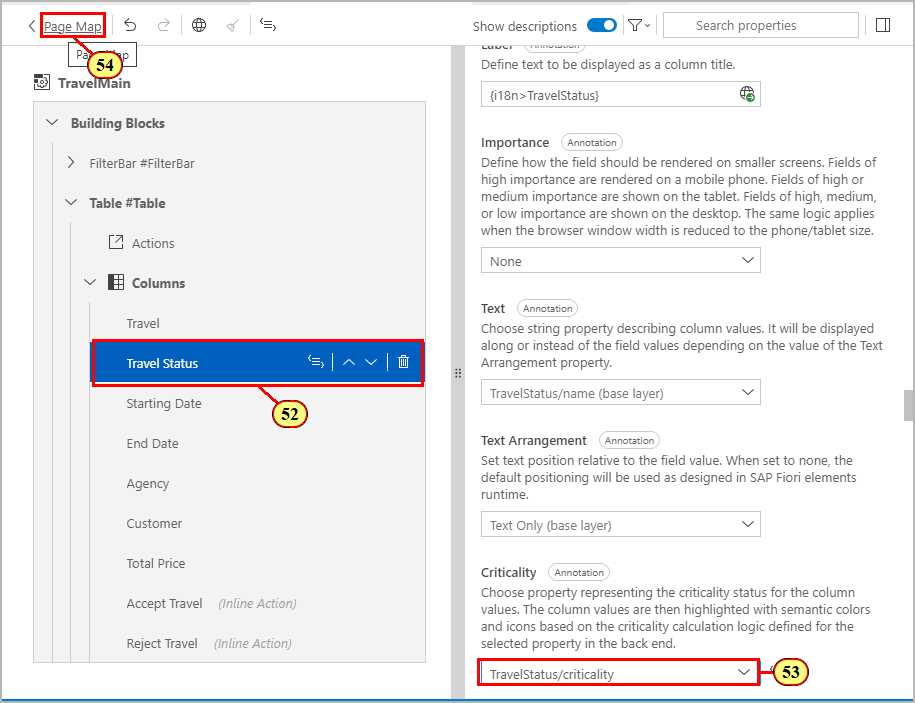 Page Map
Show descriptions
Search properties
Page Map
54
TravelMain
Building Blocks
FilterBar #FilterBar
Table #Table
Actions
Columns
Travel
Travel Status
52
Starting Date
End Date
Agency
Customer
Total Price
Accept Travel (Inline Action)
Reject Travel (Inline Action)
Label Annotation
Define text to be displayed as a column title.
{i18n>TravelStatus}
Importance Annotation
Define how the field should be rendered on smaller screens. Fields of
high importance are rendered on a mobile phone. Fields of high or
medium importance are shown on the tablet. Fields of high, medium,
or low importance are shown on the desktop. The same logic applies
when the browser window width is reduced to the phone/tablet size.
None
Text Annotation
Choose string property describing column values. It will be displayed
along or instead of the field values depending on the value of the Text
Arrangement property.
TravelStatus/name (base layer)
Text Arrangement Annotation
Set text position relative to the field value. When set to none, the
default positioning will be used as designed in SAP Fiori elements
runtime.
Text Only (base layer)
Criticality Annotation
Choose property representing the criticality status for the column
values. The column values are then highlighted with semantic colors
and icons based on the criticality calculation logic defined for the
selected property in the back end.
TravelStatus/criticality
53